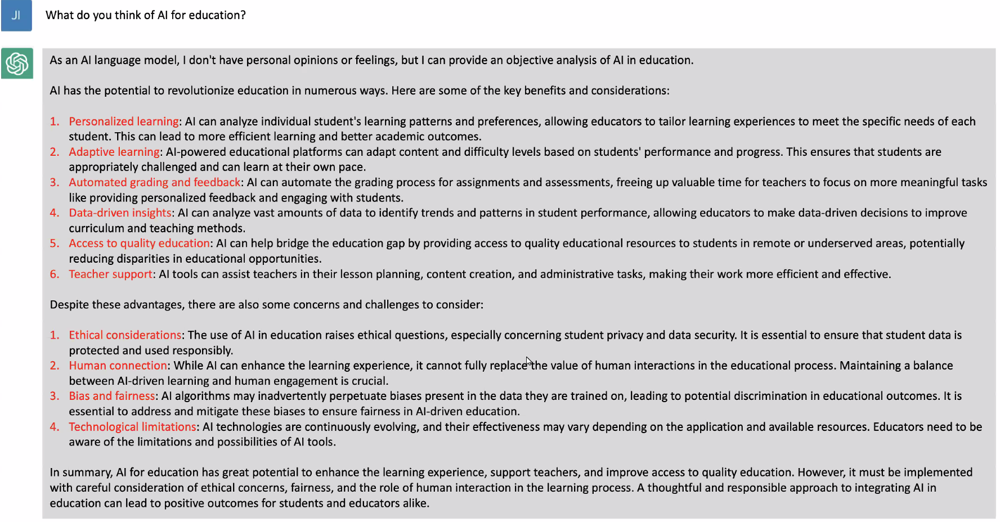 JI
What do you think of AI for education?
As an AI language model, I don't have personal opinions or feelings, but I can provide an objective analysis of AI in education.
AI has the potential to revolutionize education in numerous ways. Here are some of the key benefits and considerations:
1. Personalized learning: AI can analyze individual student's learning patterns and preferences, allowing educators to tailor learning experiences to meet the specific needs of each
student. This can lead to more efficient learning and better academic outcomes.
2. Adaptive learning: AI-powered educational platforms can adapt content and difficulty levels based on students' performance and progress. This ensures that students are
appropriately challenged and can learn at their own pace.
3. Automated grading and feedback: AI can automate the grading process for assignments and assessments, freeing up valuable time for teachers to focus on more meaningful tasks
like providing personalized feedback and engaging with students.
4. Data-driven insights: AI can analyze vast amounts of data to identify trends and patterns in student performance, allowing educators to make data-driven decisions to improve
curriculum and teaching methods.
5. Access to quality education: AI can help bridge the education gap by providing access to quality educational resources to students in remote or underserved areas, potentially
reducing disparities in educational opportunities.
6. Teacher support: AI tools can assist teachers in their lesson planning, content creation, and administrative tasks, making their work more efficient and effective.
Despite these advantages, there are also some concerns and challenges to consider:
1. Ethical considerations: The use of AI in education raises ethical questions, especially concerning student privacy and data security. It is essential to ensure that student data is
protected and used responsibly.
2. Human connection: While AI can enhance the learning experience, it cannot fully replace the value of human interactions in the educational process. Maintaining a balance
between AI-driven learning and human engagement is crucial.
3. Bias and fairness: AI algorithms may inadvertently perpetuate biases present in the data they are trained on, leading to potential discrimination in educational outcomes. It is
essential to address and mitigate these biases to ensure fairness in AI-driven education.
4. Technological limitations: AI technologies are continuously evolving, and their effectiveness may vary depending on the application and available resources. Educators need to be
aware of the limitations and possibilities of AI tools.
In summary, AI for education has great potential to enhance the learning experience, support teachers, and improve access to quality education. However, it must be implemented
with careful consideration of ethical concerns, fairness, and the role of human interaction in the learning process. A thoughtful and responsible approach to integrating AI in
education can lead to positive outcomes for students and educators alike.